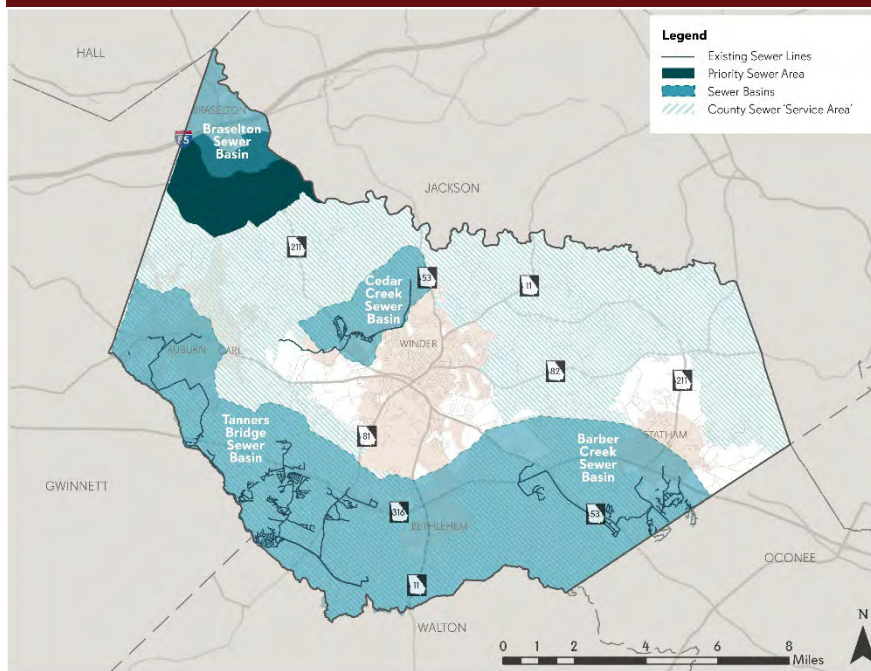 HALL
Legend
Existing Sewer Lines
Priority Sewer Area
Sewer Basins
County Sewer 'Service Area'
BRASELTON
Braselton
Sewer
Basin
85
JACKSON
211
53
11
Cedar
Creek
Sewer
Basin
WINDER
AUBURN
CARL
82
211
Tanners
Bridge
Sewer
Basin
81
Barber
Creek
Sewer
Basin
STATHAM
GWINNETT
316
53
BETHLEHEM
OCONEE
11
WALTON
N
0 2 4 6 8
Miles